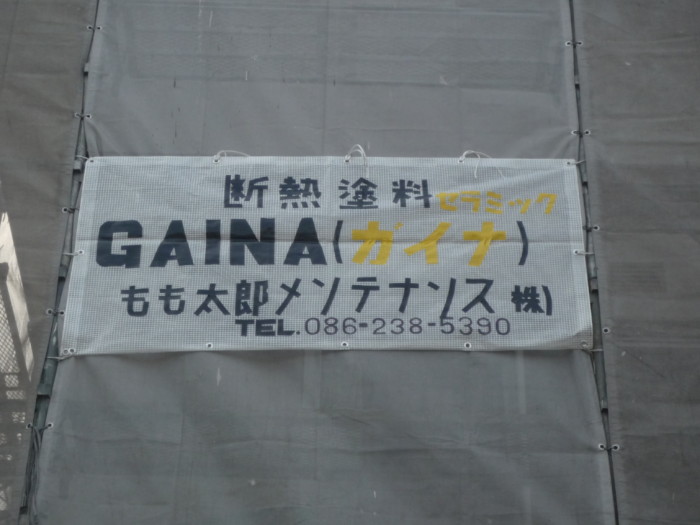 断熱塗料 セラミック
GAINA(ガイナ)
もも太郎メンテナンス 株)
TEL.086-238-5390